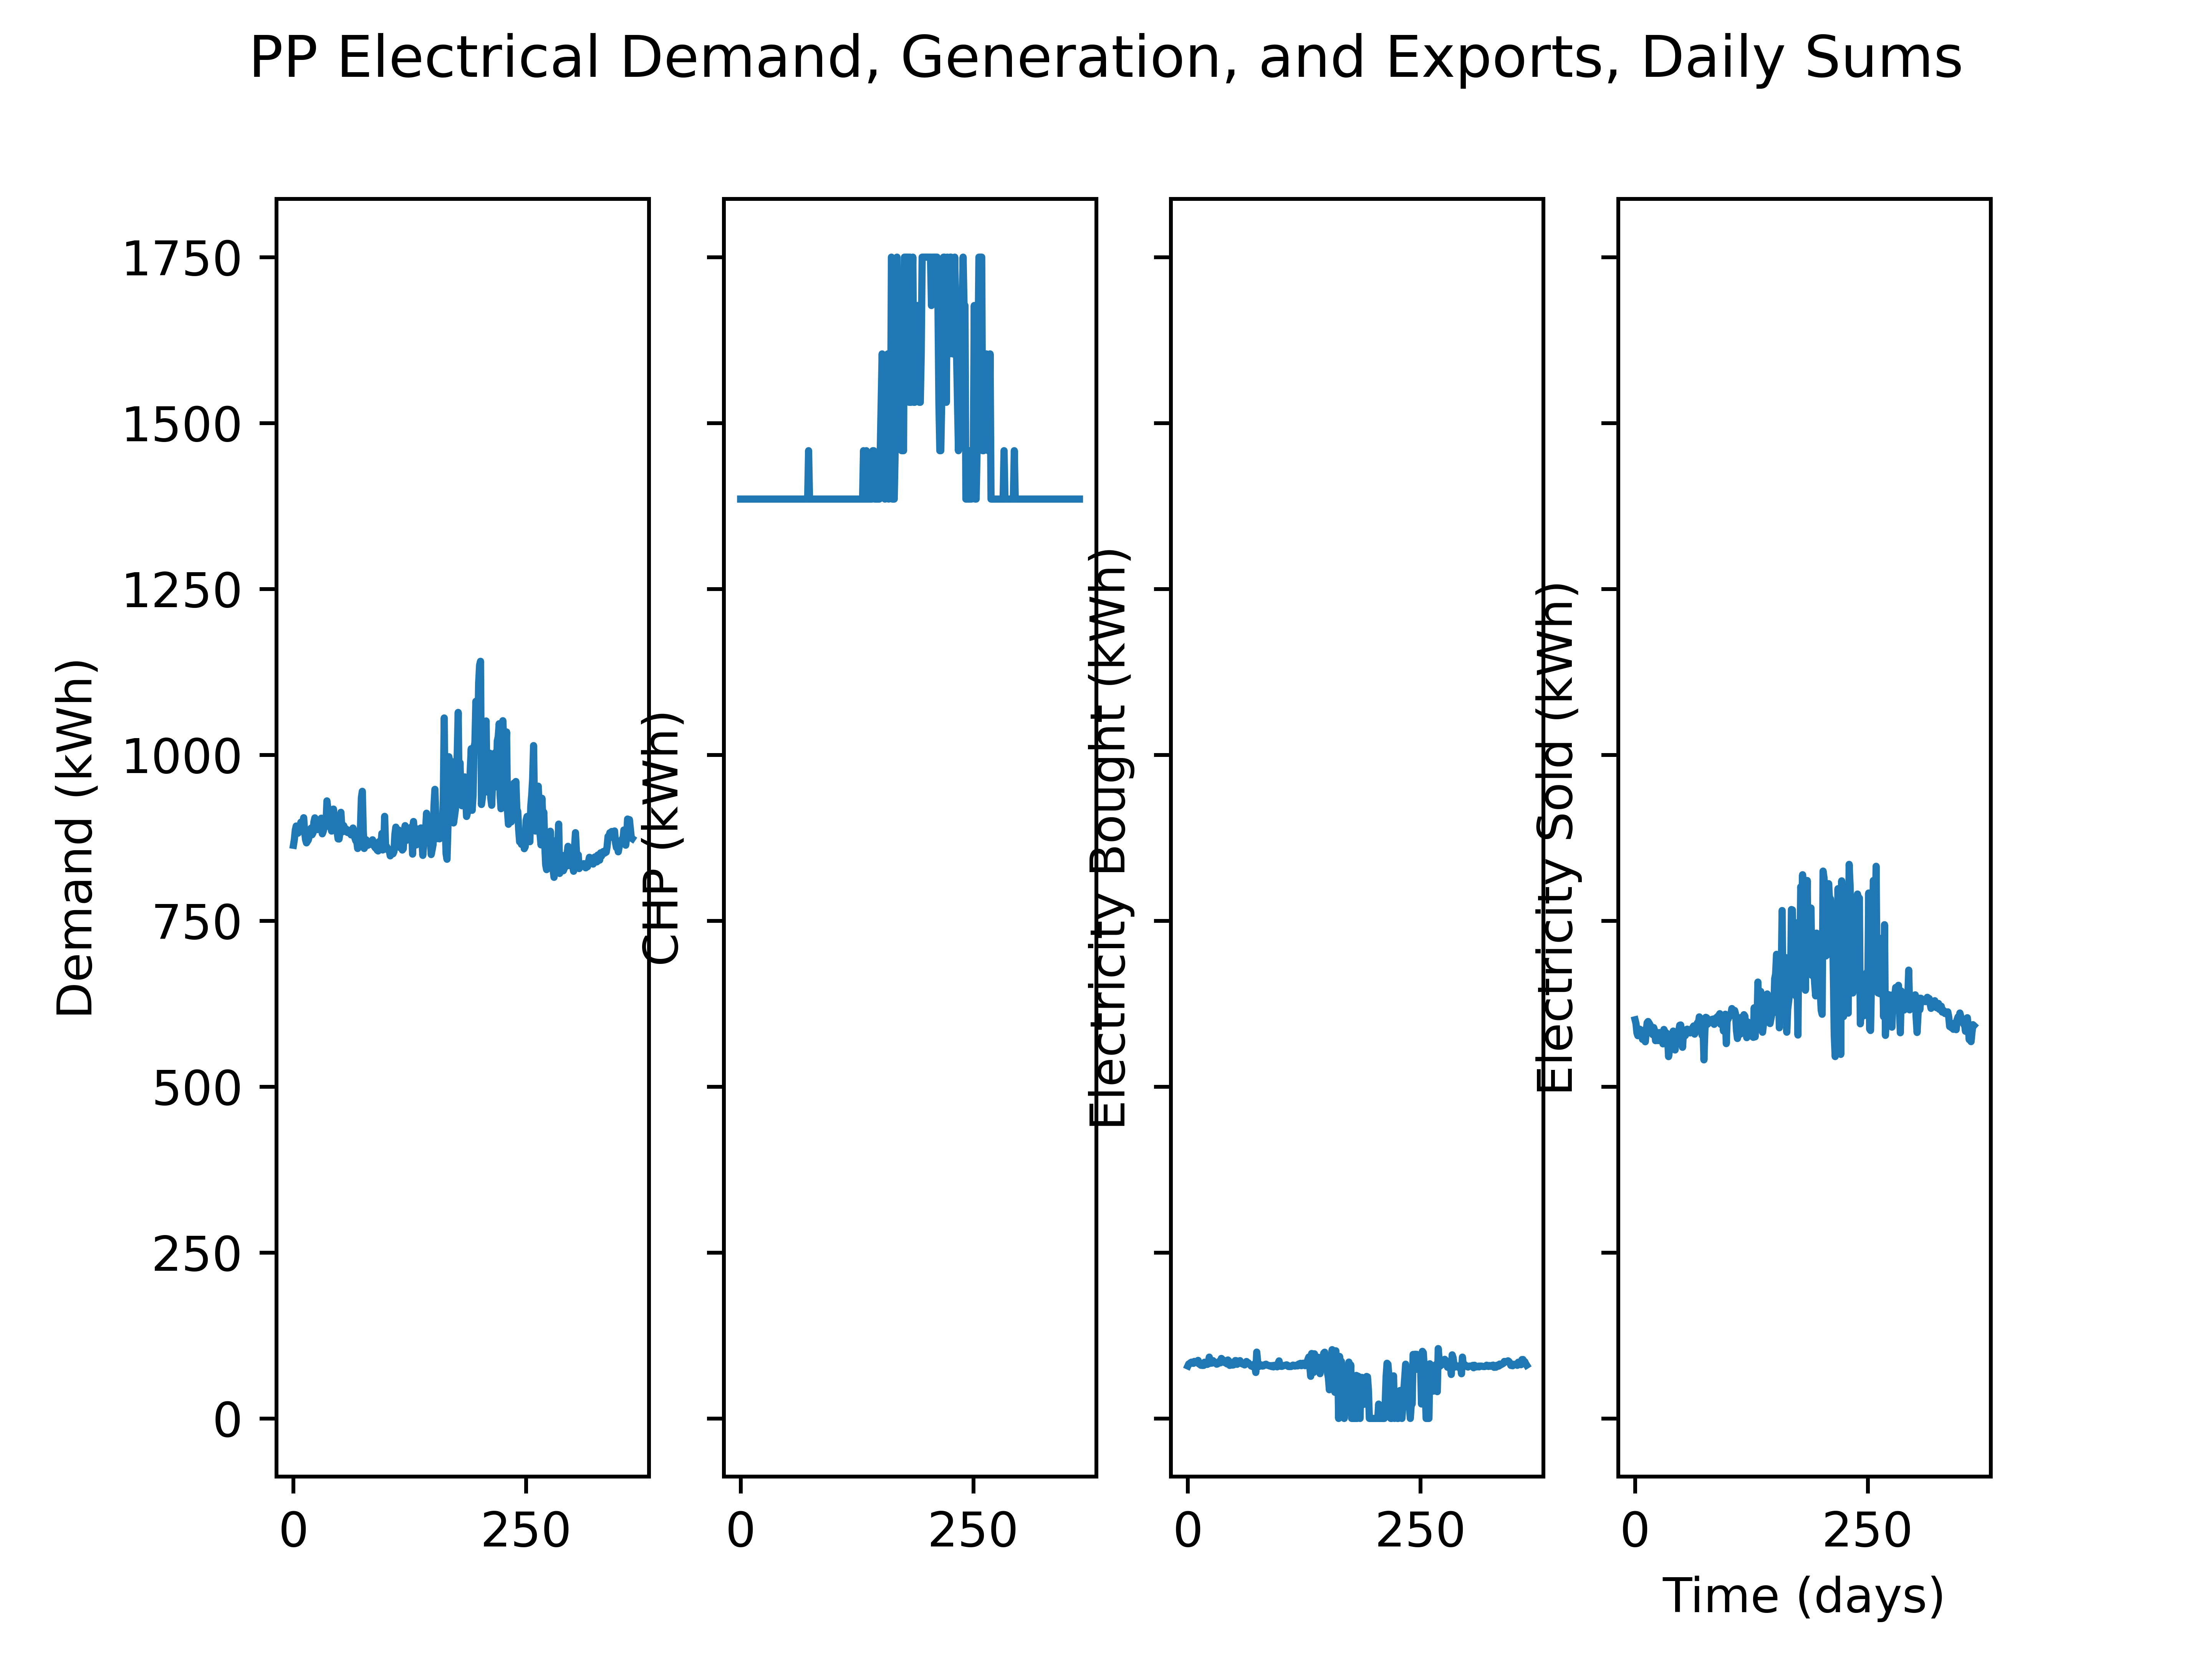 PP Electrical Demand, Generation, and Exports, Daily Sums
Demand (kWh)
1750
1500
1250
1000
750
500
250
0
0 250
CHP (kWh)
0 250
Electricity Bought (kWh)
0 250
Electricity Sold (kWh)
0 250
Time (days)